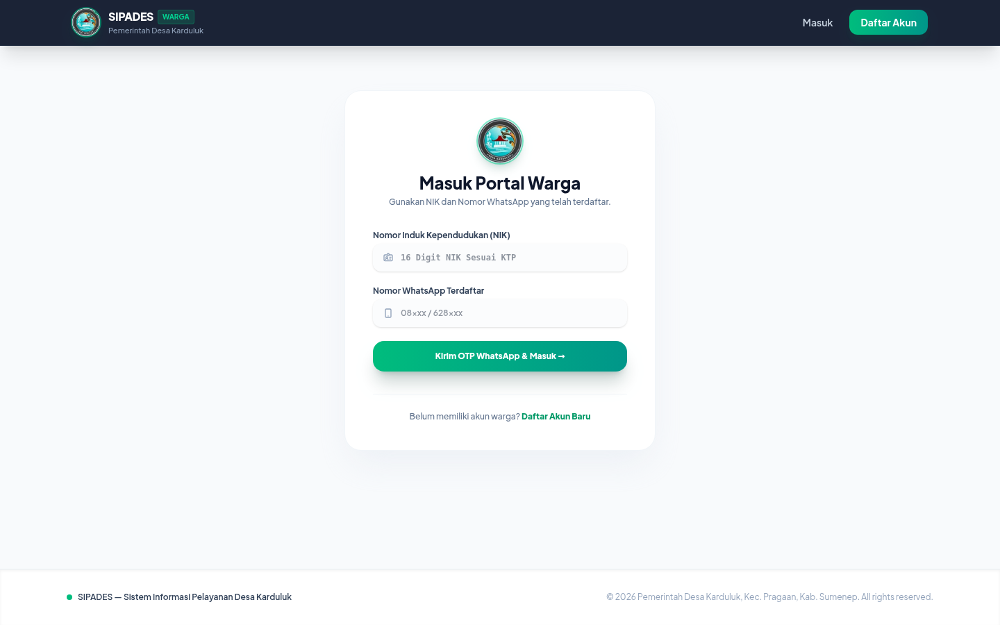 SIPADES WARGA
Pemerintah Desa Karduluk
Masuk
Daftar Akun
DESA KARDULUK
Masuk Portal Warga
Gunakan NIK dan Nomor WhatsApp yang telah terdaftar.
Nomor Induk Kependudukan (NIK)
16 Digit NIK Sesuai KTP
Nomor WhatsApp Terdaftar
08xxx / 628xxx
Kirim OTP WhatsApp & Masuk →
Belum memiliki akun warga? Daftar Akun Baru
SIPADES — Sistem Informasi Pelayanan Desa Karduluk
© 2026 Pemerintah Desa Karduluk, Kec. Pragaan, Kab. Sumenep. All rights reserved.